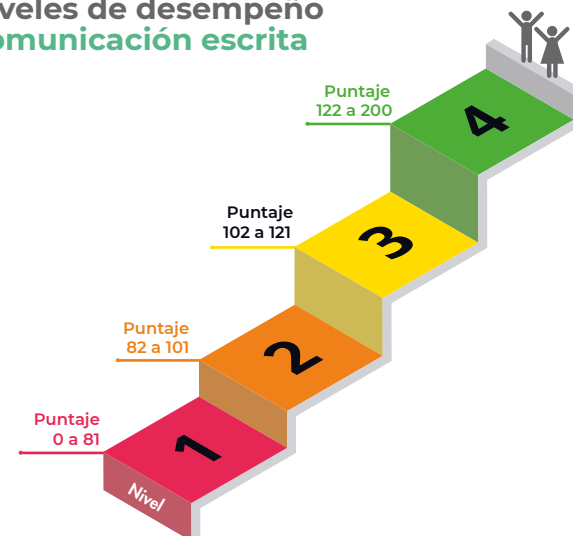 iveles de desempeño
omunicación escrita
Puntaje
122 a 200
4
Puntaje
102 a 121
3
Puntaje
82 a 101
2
Puntaje
0 a 81
1
Nivel